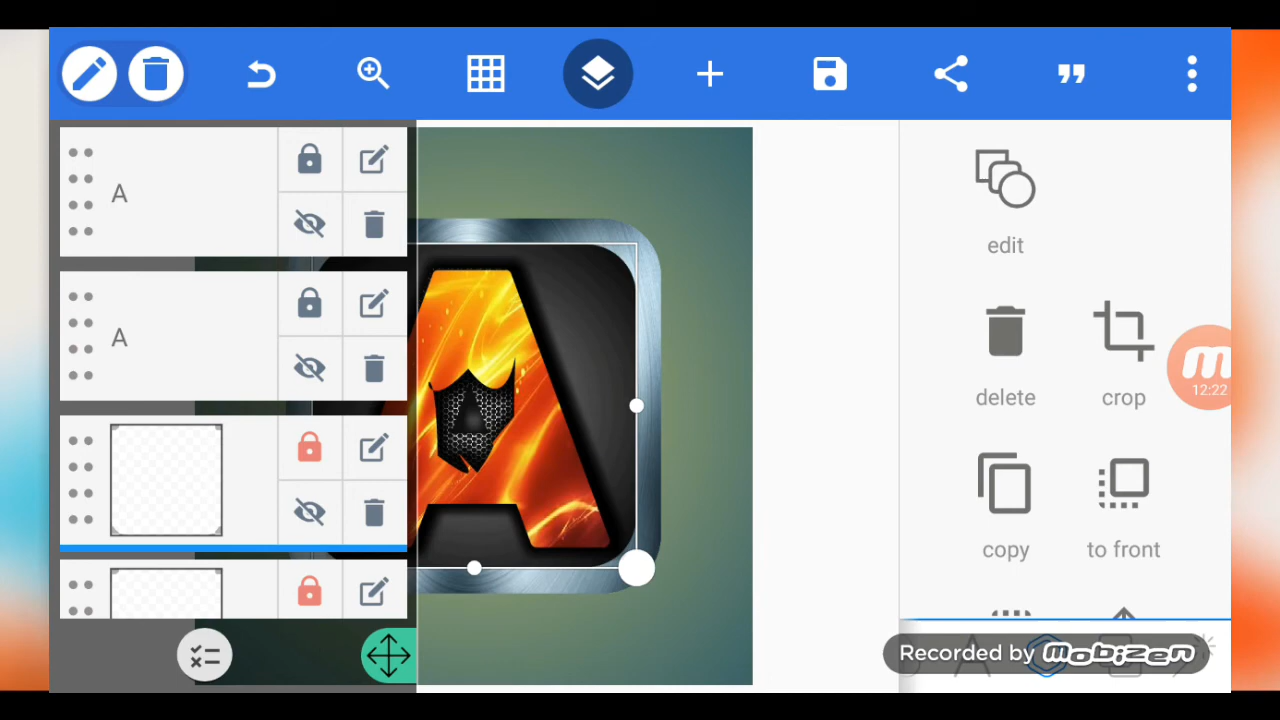 A
A
A
edit
delete
crop
12:22
copy
to front
Recorded by mobizen